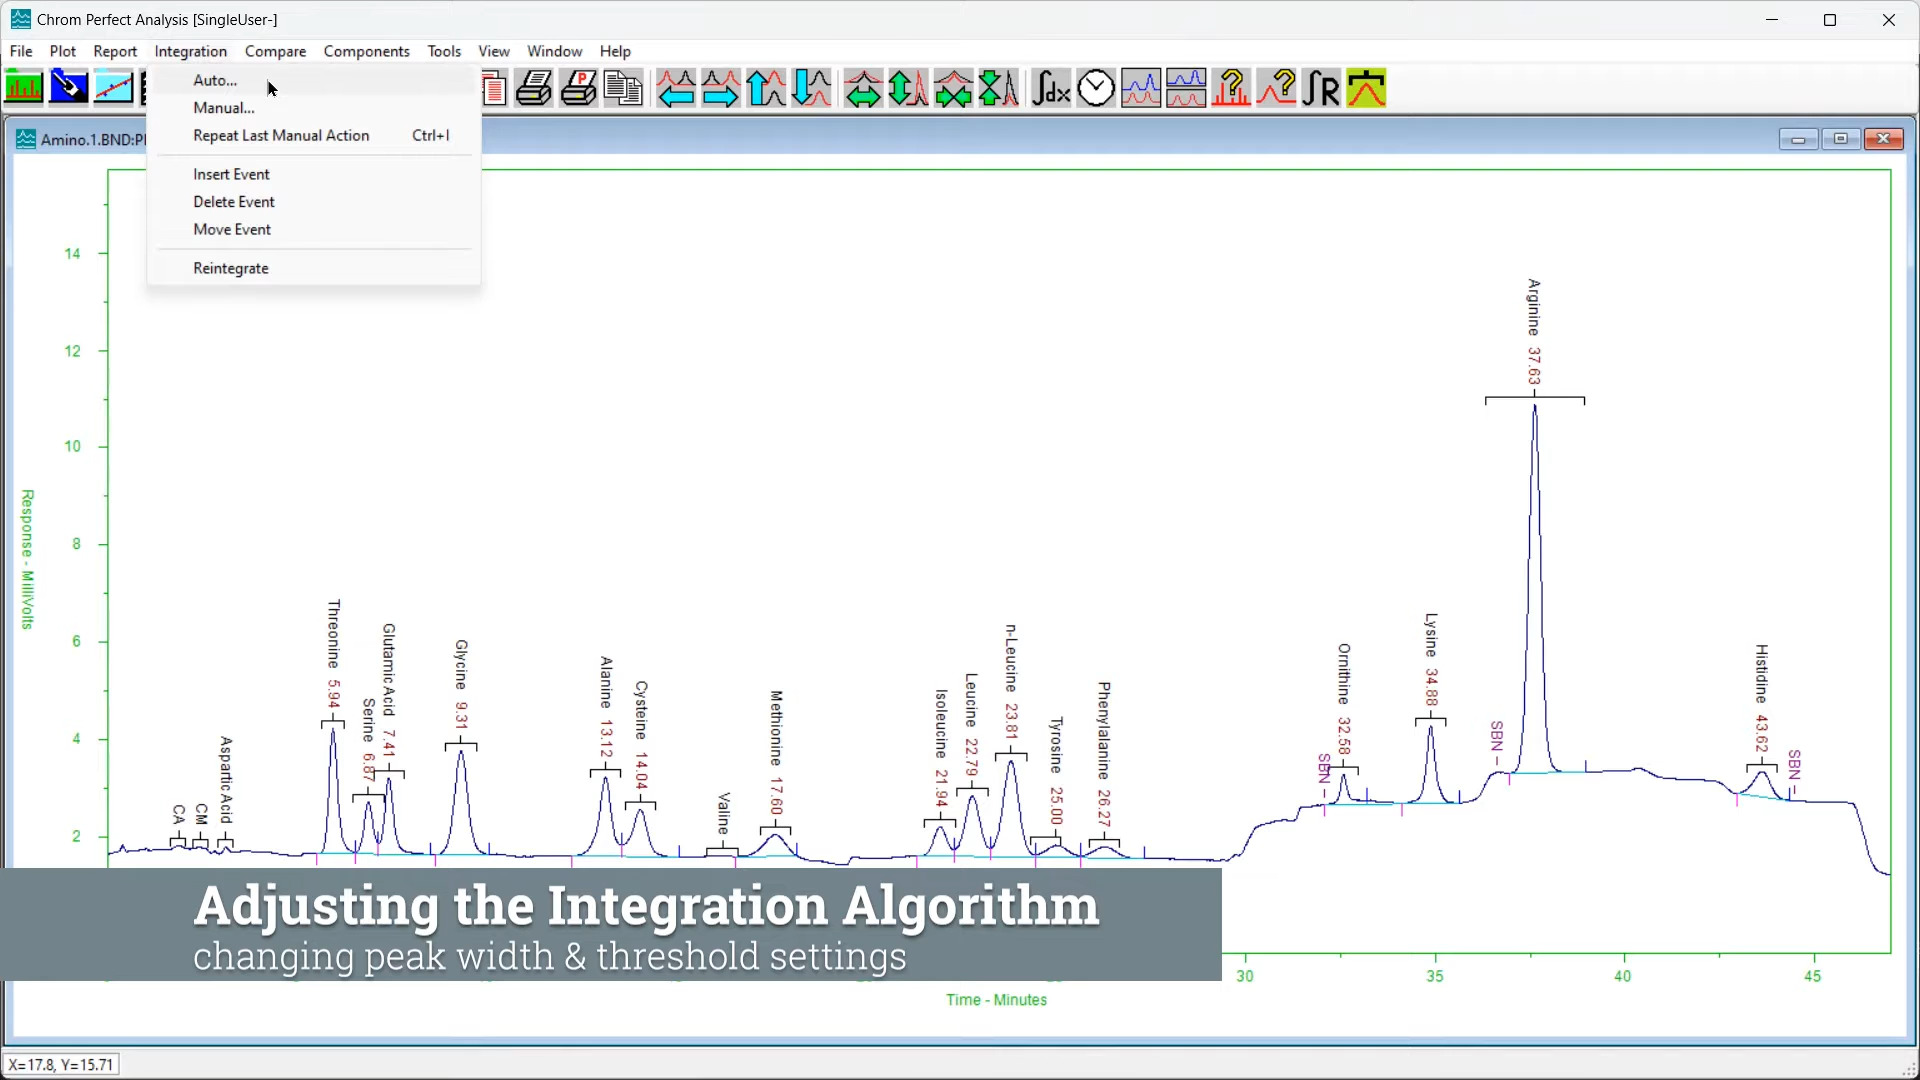 Chrom Perfect Analysis [SingleUser-]
File Plot Report Integration Compare Components Tools View Window Help
Auto...
Manual...
Repeat Last Manual Action Ctrl+I
Insert Event
Delete Event
Move Event
Reintegrate
P
∫dx
?
?
∫R
Amino.1.BND:P
14
12
10
8
6
4
2
Response - MilliVolts
CA
CM
Aspartic Acid
Threonine 5.94
Serine 6.87
Glutamic Acid 7.41
Glycine 9.31
Alanine 13.12
Cysteine 14.04
Valine
Methionine 17.60
Isoleucine 21.94
Leucine 22.79
n-Leucine 23.81
Tyrosine 25.00
Phenylalanine 26.27
SBN
Ornithine 32.58
Lysine 34.88
SBN
Arginine 37.63
Histidine 43.62
SBN
Adjusting the Integration Algorithm
changing peak width & threshold settings
30 35 40 45
Time - Minutes
X=17.8, Y=15.71